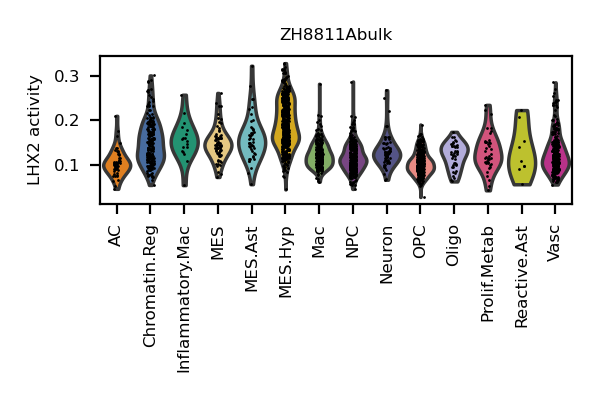 ZH8811Abulk
LHX2 activity
0.3
0.2
0.1
AC
Chromatin.Reg
Inflammatory.Mac
MES
MES.Ast
MES.Hyp
Mac
NPC
Neuron
OPC
Oligo
Prolif.Metab
Reactive.Ast
Vasc